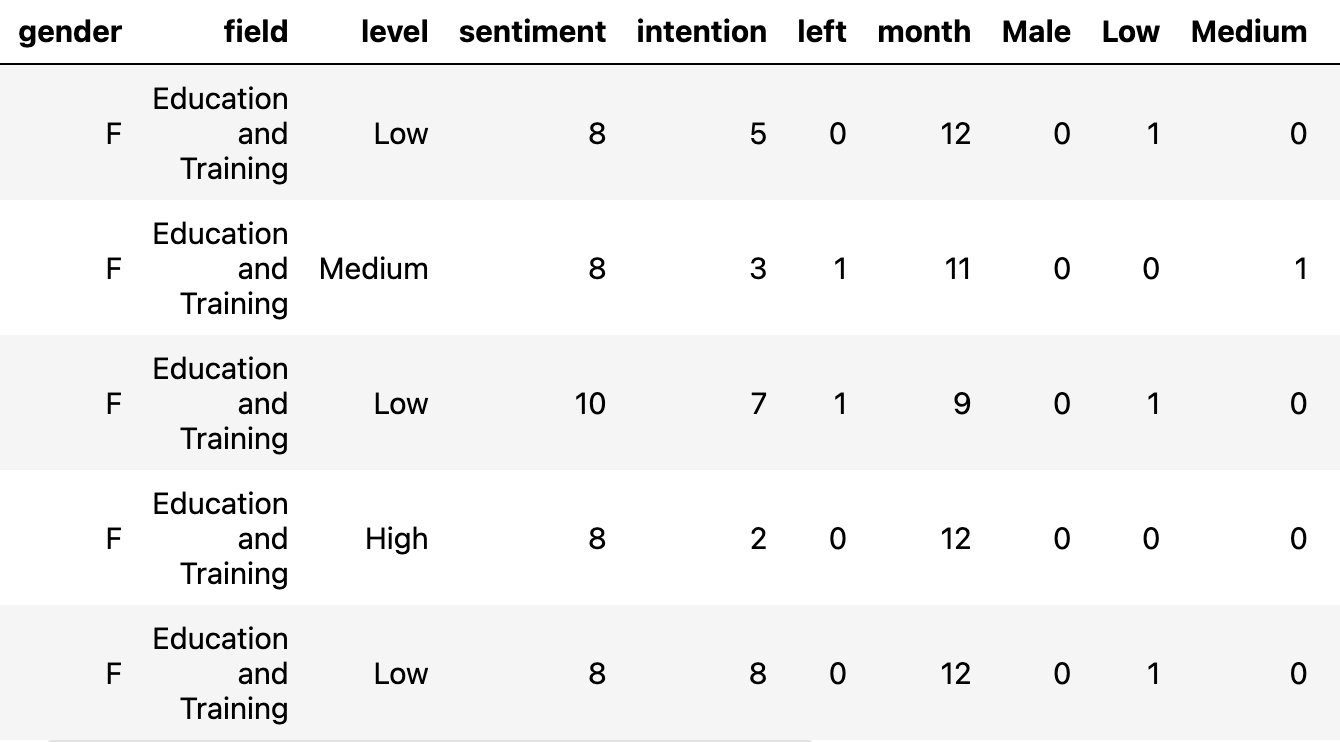 gender field level sentiment intention left month Male Low Medium
F Education and Training Low 8 5 0 12 0 1 0
F Education and Training Medium 8 3 1 11 0 0 1
F Education and Training Low 10 7 1 9 0 1 0
F Education and Training High 8 2 0 12 0 0 0
F Education and Training Low 8 8 0 12 0 1 0